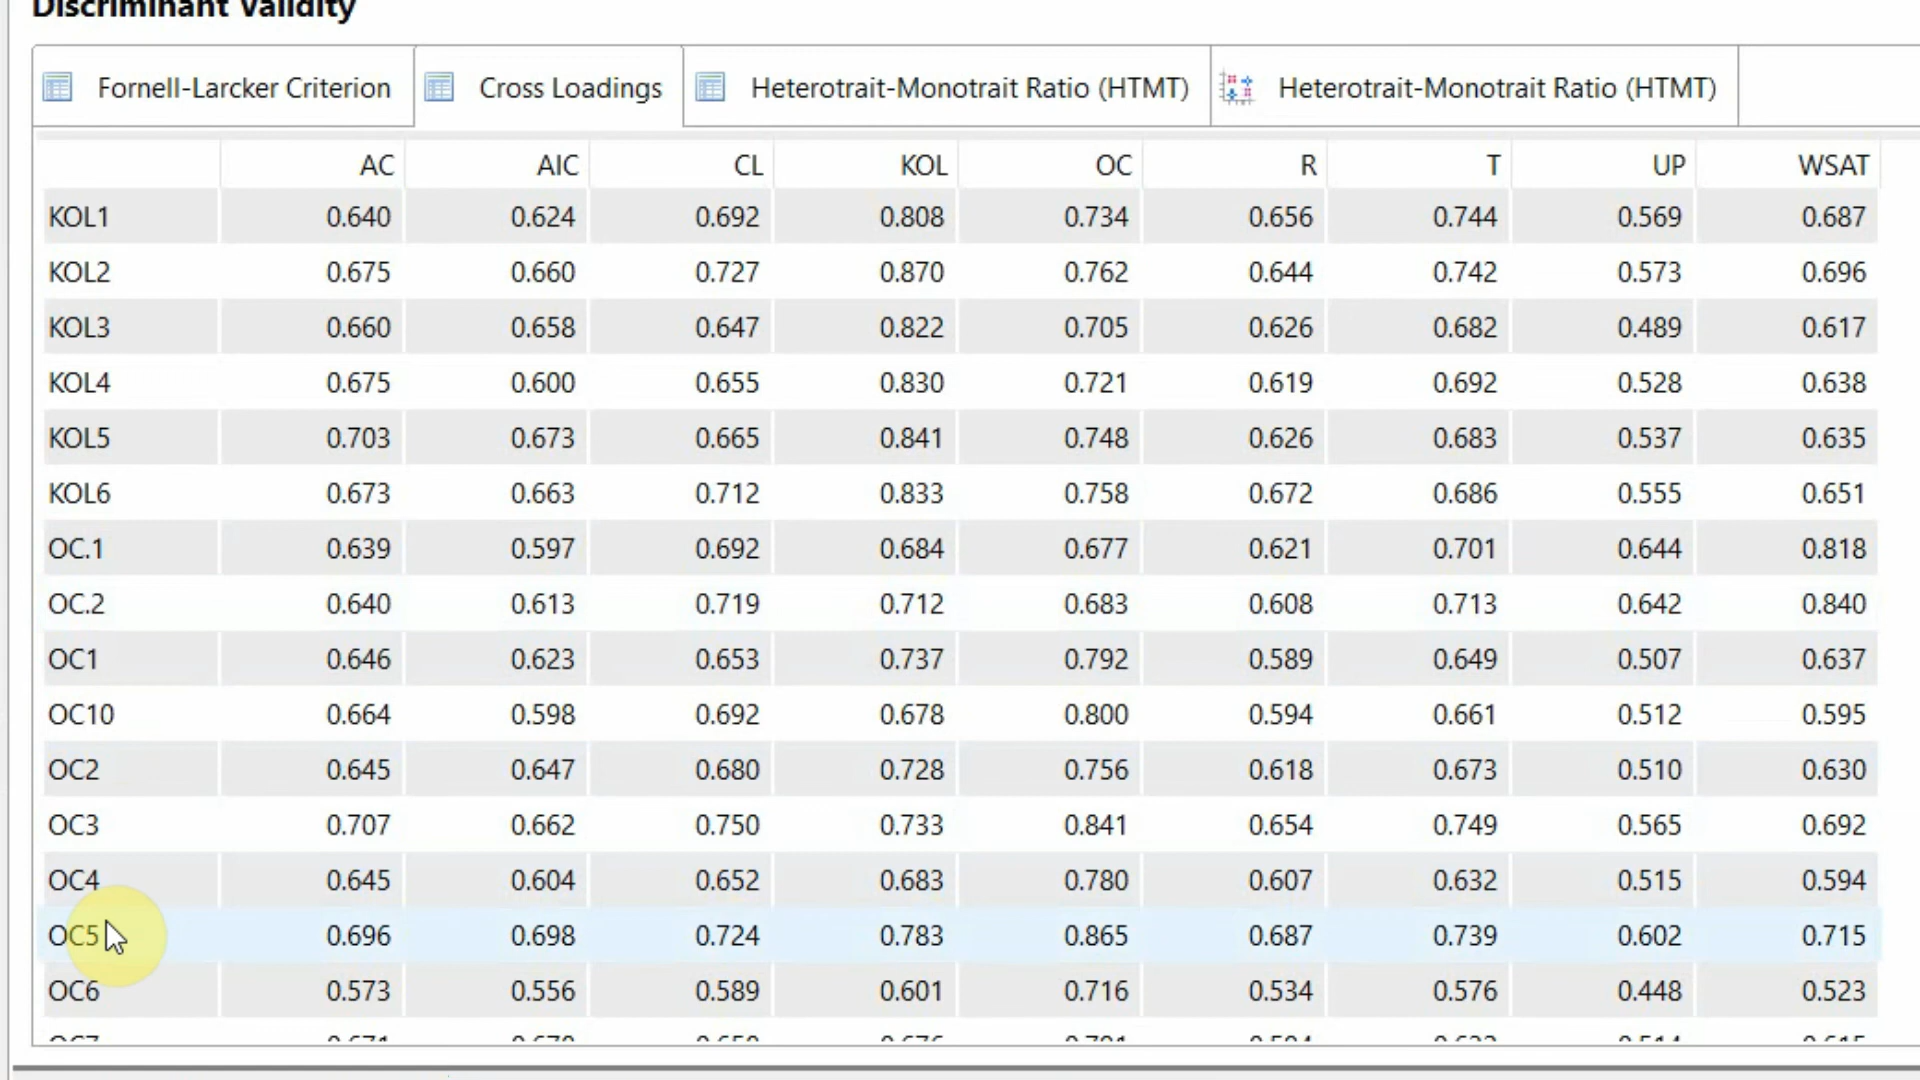 Discriminant Validity
Fornell-Larcker Criterion Cross Loadings Heterotrait-Monotrait Ratio (HTMT) Heterotrait-Monotrait Ratio (HTMT)
AC AIC CL KOL OC R T UP WSAT
KOL1 0.640 0.624 0.692 0.808 0.734 0.656 0.744 0.569 0.687
KOL2 0.675 0.660 0.727 0.870 0.762 0.644 0.742 0.573 0.696
KOL3 0.660 0.658 0.647 0.822 0.705 0.626 0.682 0.489 0.617
KOL4 0.675 0.600 0.655 0.830 0.721 0.619 0.692 0.528 0.638
KOL5 0.703 0.673 0.665 0.841 0.748 0.626 0.683 0.537 0.635
KOL6 0.673 0.663 0.712 0.833 0.758 0.672 0.686 0.555 0.651
OC.1 0.639 0.597 0.692 0.684 0.677 0.621 0.701 0.644 0.818
OC.2 0.640 0.613 0.719 0.712 0.683 0.608 0.713 0.642 0.840
OC1 0.646 0.623 0.653 0.737 0.792 0.589 0.649 0.507 0.637
OC10 0.664 0.598 0.692 0.678 0.800 0.594 0.661 0.512 0.595
OC2 0.645 0.647 0.680 0.728 0.756 0.618 0.673 0.510 0.630
OC3 0.707 0.662 0.750 0.733 0.841 0.654 0.749 0.565 0.692
OC4 0.645 0.604 0.652 0.683 0.780 0.607 0.632 0.515 0.594
OC5 0.696 0.698 0.724 0.783 0.865 0.687 0.739 0.602 0.715
OC6 0.573 0.556 0.589 0.601 0.716 0.534 0.576 0.448 0.523